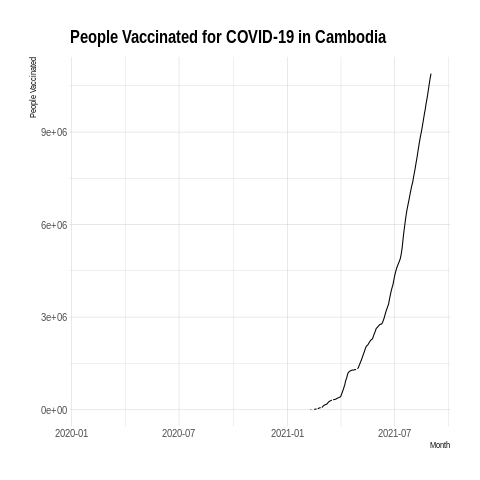 People Vaccinated for COVID-19 in Cambodia
People Vaccinated
9e+06
6e+06
3e+06
0e+00
2020-01
2020-07
2021-01
2021-07
Month